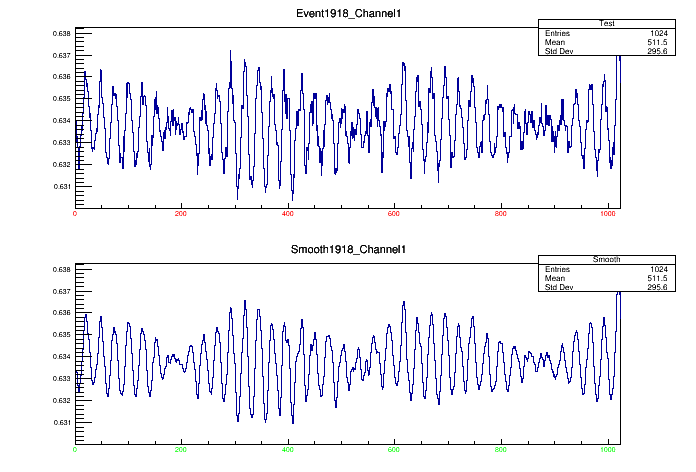 Event1918_Channel1
Test
Entries 1024
Mean 511.5
Std Dev 295.6
0.638
0.637
0.636
0.635
0.634
0.633
0.632
0.631
0 200 400 600 800 1000
Smooth1918_Channel1
Smooth
Entries 1024
Mean 511.5
Std Dev 295.6
0.638
0.637
0.636
0.635
0.634
0.633
0.632
0.631
0 200 400 600 800 1000